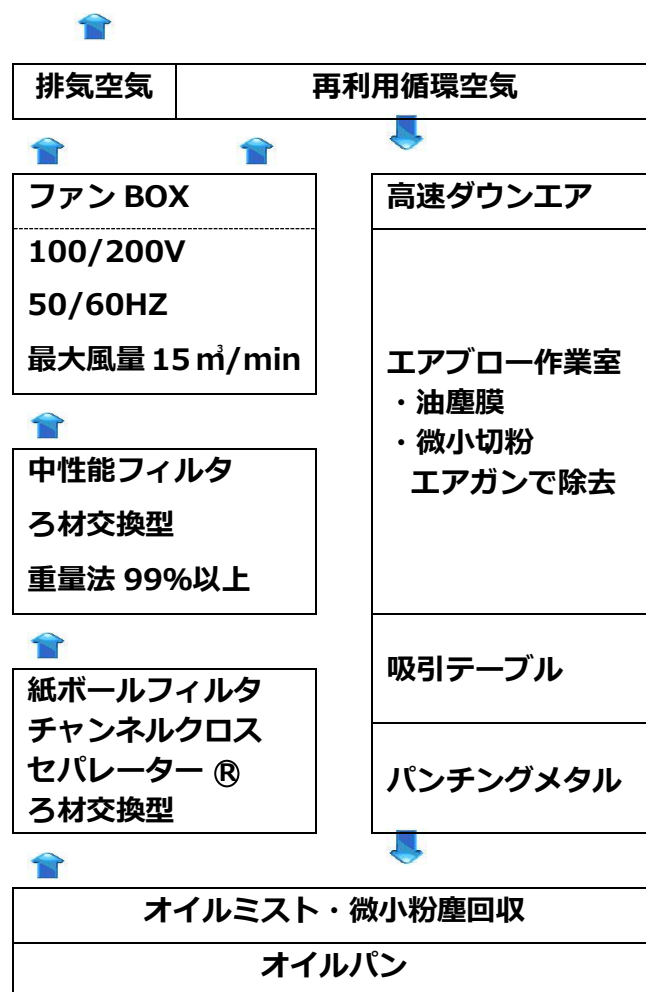 排気空気
再利用循環空気
ファン BOX
100/200V
50/60HZ
最大風量 15 ㎥/min
中性能フィルタ
ろ材交換型
重量法 99%以上
紙ボールフィルタ
チャンネルクロス
セパレーター ®
ろ材交換型
高速ダウンエア
エアブロー作業室
・油塵膜
・微小切粉
エアガンで除去
吸引テーブル
パンチングメタル
オイルミスト・微小粉塵回収
オイルパン